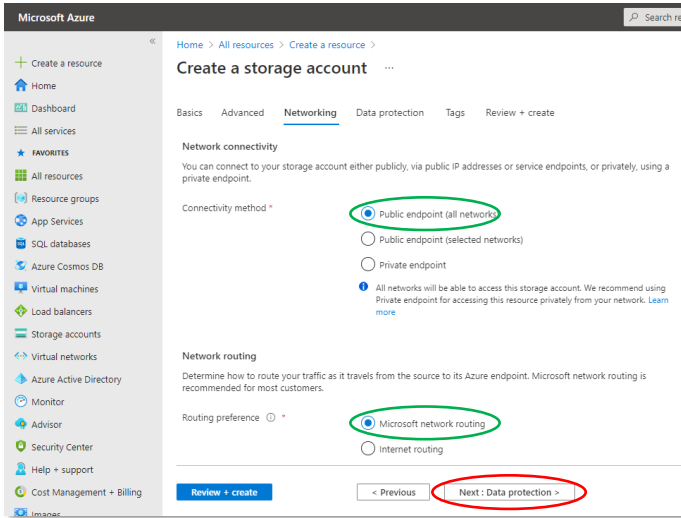 Microsoft Azure
Search re
«
Home > All resources > Create a resource >
Create a storage account ...
Create a resource
Home
Dashboard
All services
FAVORITES
All resources
Resource groups
App Services
SQL databases
Azure Cosmos DB
Virtual machines
Load balancers
Storage accounts
Virtual networks
Azure Active Directory
Monitor
Advisor
Security Center
Help + support
Cost Management + Billing
Images
Basics Advanced Networking Data protection Tags Review + create
Network connectivity
You can connect to your storage account either publicly, via public IP addresses or service endpoints, or privately, using a
private endpoint.
Connectivity method *
Public endpoint (all networks)
Public endpoint (selected networks)
Private endpoint
All networks will be able to access this storage account. We recommend using
Private endpoint for accessing this resource privately from your network. Learn
more
Network routing
Determine how to route your traffic as it travels from the source to its Azure endpoint. Microsoft network routing is
recommended for most customers.
Routing preference *
Microsoft network routing
Internet routing
Review + create
< Previous
Next : Data protection >